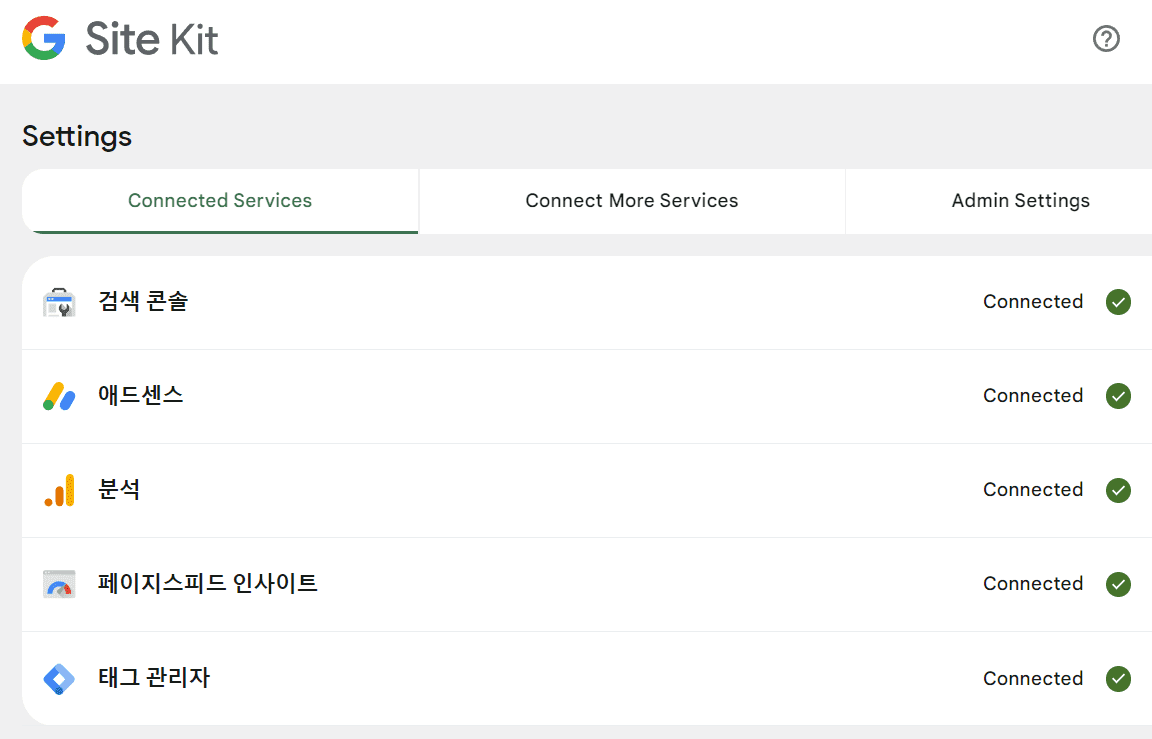 Site Kit
Settings
Connected Services
Connect More Services
Admin Settings
검색 콘솔
Connected
애드센스
Connected
분석
Connected
페이지스피드 인사이트
Connected
태그 관리자
Connected